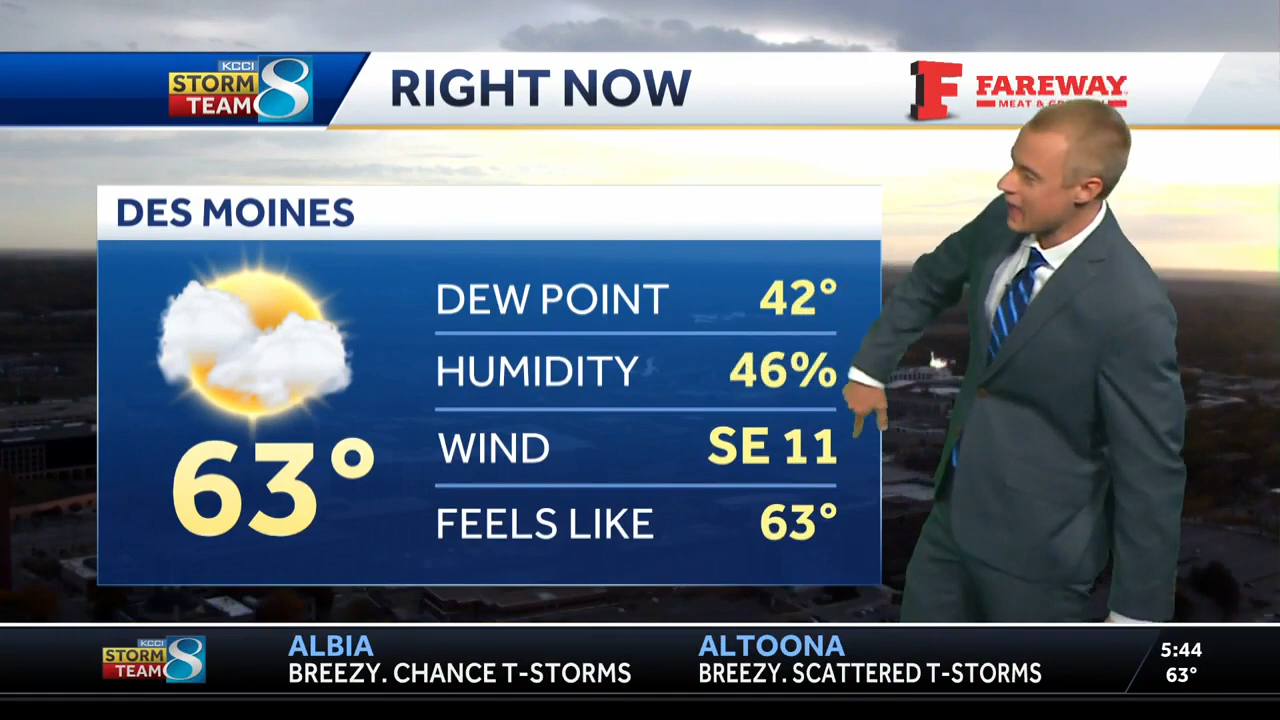 KCCI
STORM
TEAM 8
RIGHT NOW
FAREWAY
MEAT &
DES MOINES
63°
DEW POINT 42°
HUMIDITY 46%
WIND SE 11
FEELS LIKE 63°
KCCI
STORM
TEAM 8
ALBIA
BREEZY. CHANCE T-STORMS
ALTOONA
BREEZY. SCATTERED T-STORMS
5:44
63°